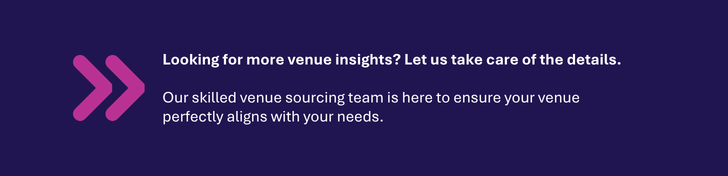 Looking for more venue insights? Let us take care of the details.
Our skilled venue sourcing team is here to ensure your venue
perfectly aligns with your needs.